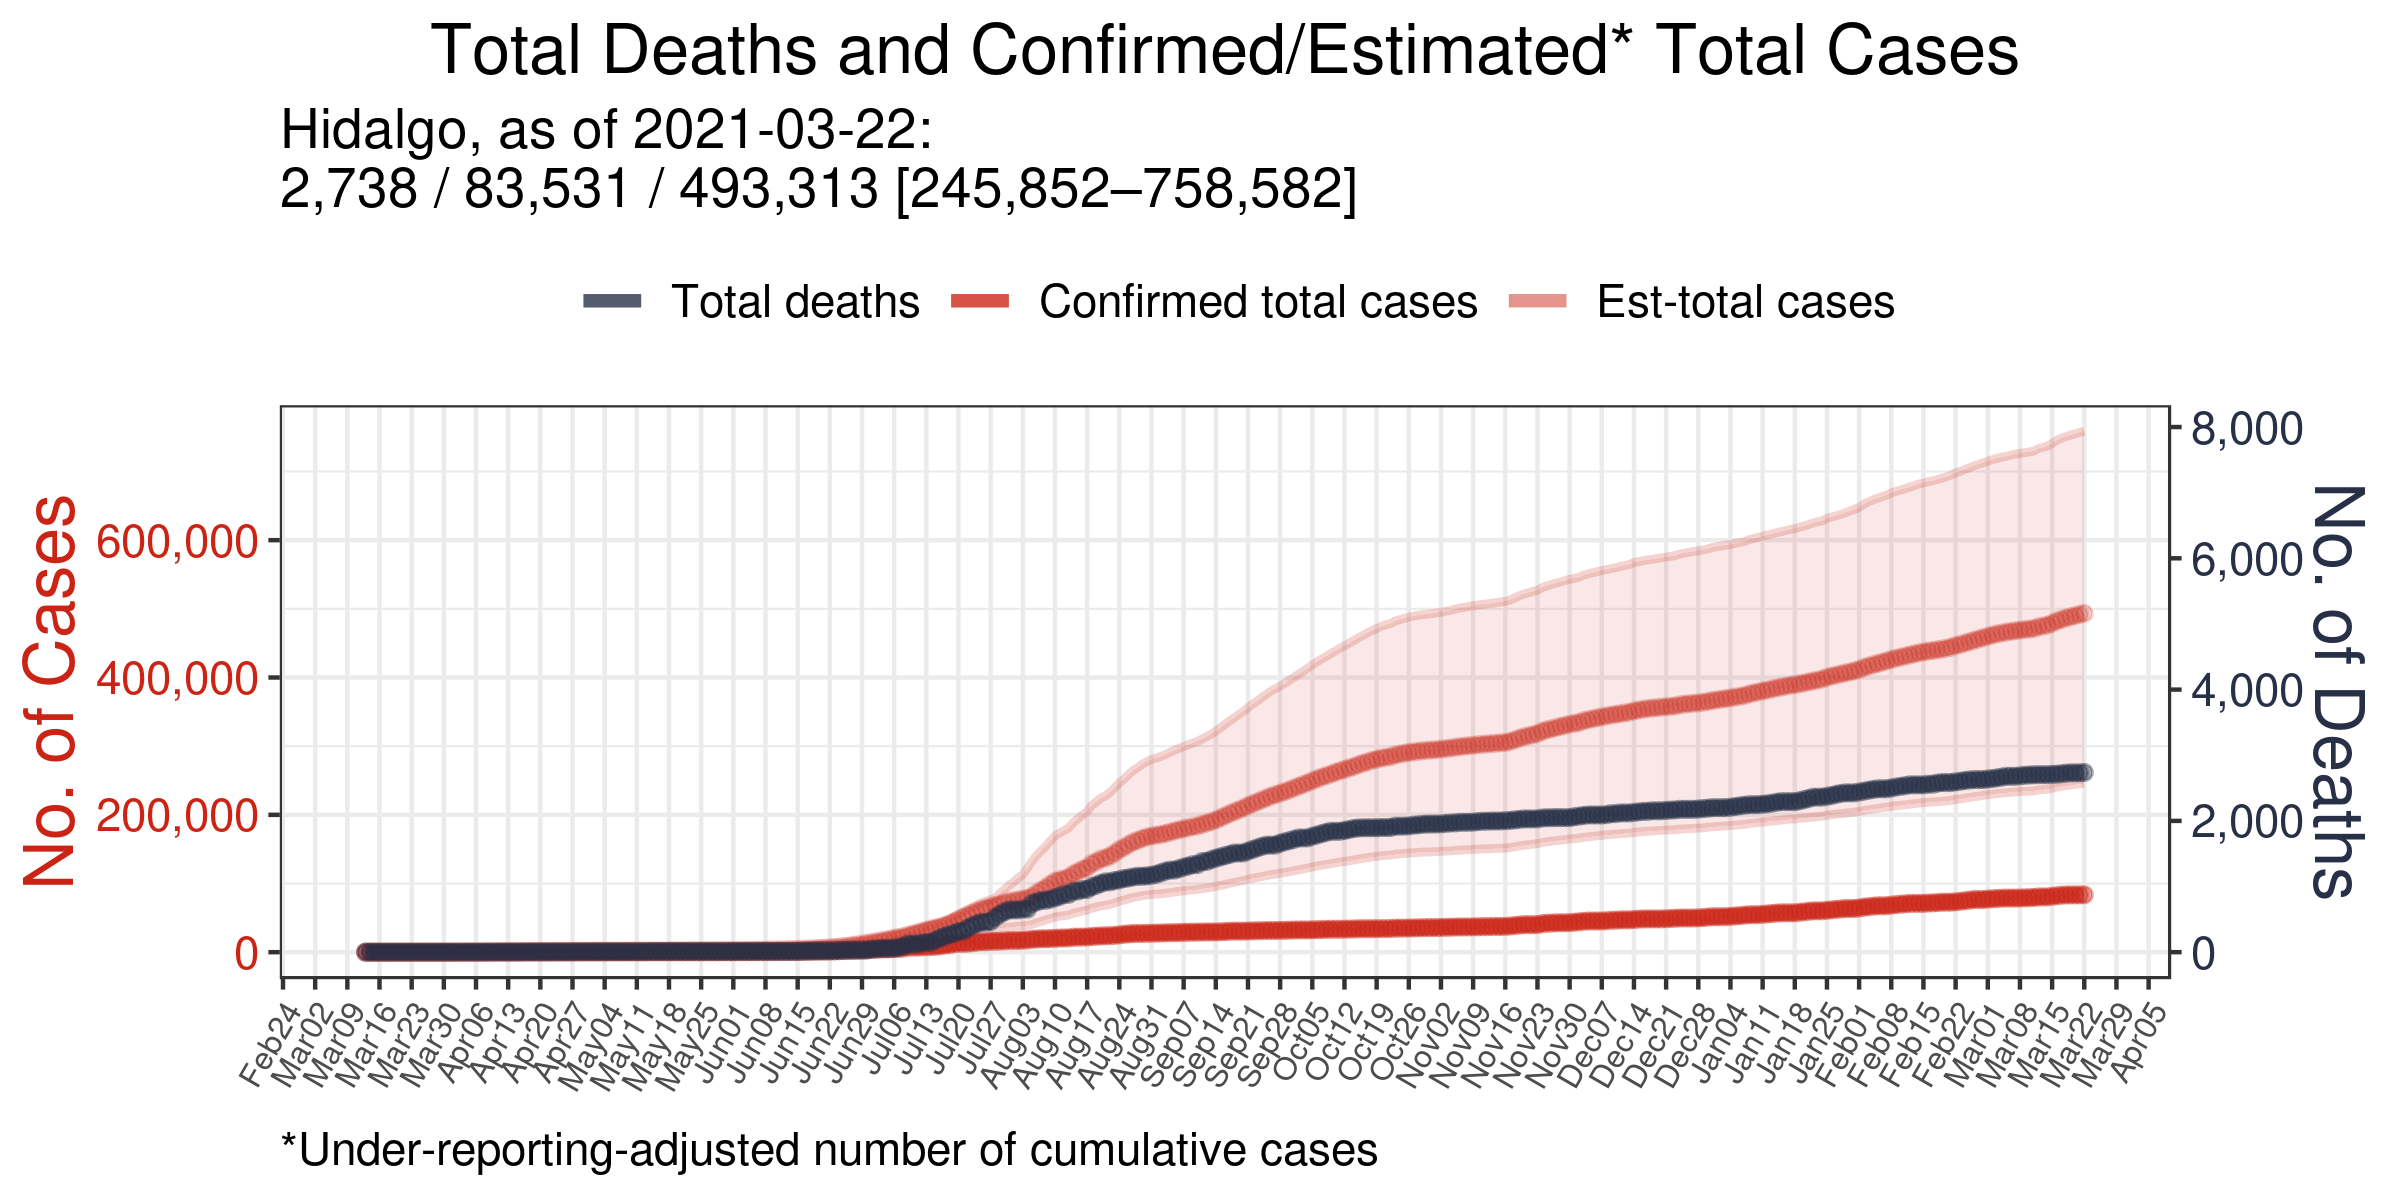 Total Deaths and Confirmed/Estimated* Total Cases
Hidalgo, as of 2021-03-22:
2,738 / 83,531 / 493,313 [245,852–758,582]
Total deaths
Confirmed total cases
Est-total cases
No. of Cases
600,000
400,000
200,000
0
8,000
6,000
4,000
2,000
0
No. of Deaths
Feb24
Mar02
Mar09
Mar16
Mar23
Mar30
Apr06
Apr13
Apr20
Apr27
May04
May11
May18
May25
Jun01
Jun08
Jun15
Jun22
Jun29
Jul06
Jul13
Jul20
Jul27
Aug03
Aug10
Aug17
Aug24
Aug31
Sep07
Sep14
Sep21
Sep28
Oct05
Oct12
Oct19
Oct26
Nov02
Nov09
Nov16
Nov23
Nov30
Dec07
Dec14
Dec21
Dec28
Jan04
Jan11
Jan18
Jan25
Feb01
Feb08
Feb15
Feb22
Mar01
Mar08
Mar15
Mar22
Mar29
Apr05
*Under-reporting-adjusted number of cumulative cases